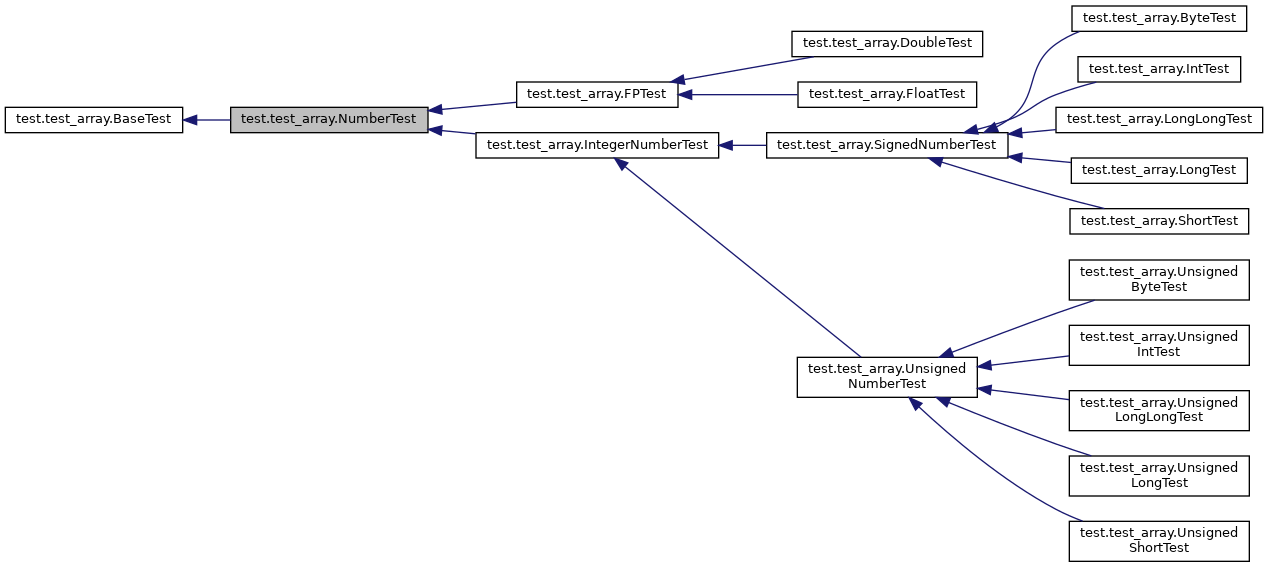 test.test_array.BaseTest
test.test_array.NumberTest
test.test_array.FPTest
test.test_array.IntegerNumberTest
test.test_array.DoubleTest
test.test_array.FloatTest
test.test_array.SignedNumberTest
test.test_array.Unsigned
NumberTest
test.test_array.ByteTest
test.test_array.IntTest
test.test_array.LongLongTest
test.test_array.LongTest
test.test_array.ShortTest
test.test_array.Unsigned
ByteTest
test.test_array.Unsigned
IntTest
test.test_array.Unsigned
LongLongTest
test.test_array.Unsigned
LongTest
test.test_array.Unsigned
ShortTest